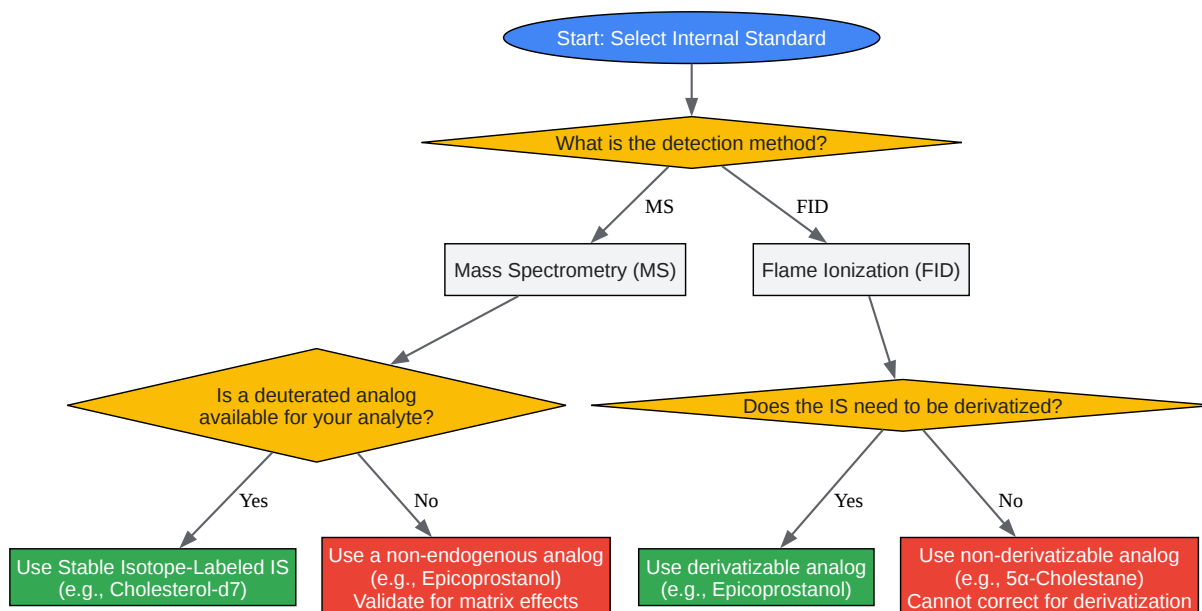 Start: Select Internal Standard
What is the detection method?
MS
FID
Mass Spectrometry (MS)
Flame Ionization (FID)
Is a deuterated analog
available for your analyte?
Does the IS need to be derivatized?
Yes
No
Yes
No
Use Stable Isotope-Labeled IS
(e.g., Cholesterol-d7)
Use a non-endogenous analog
(e.g., Epicoprostanol)
Validate for matrix effects
Use derivatizable analog
(e.g., Epicoprostanol)
Use non-derivatizable analog
(e.g., 5α-Cholestane)
Cannot correct for derivatization